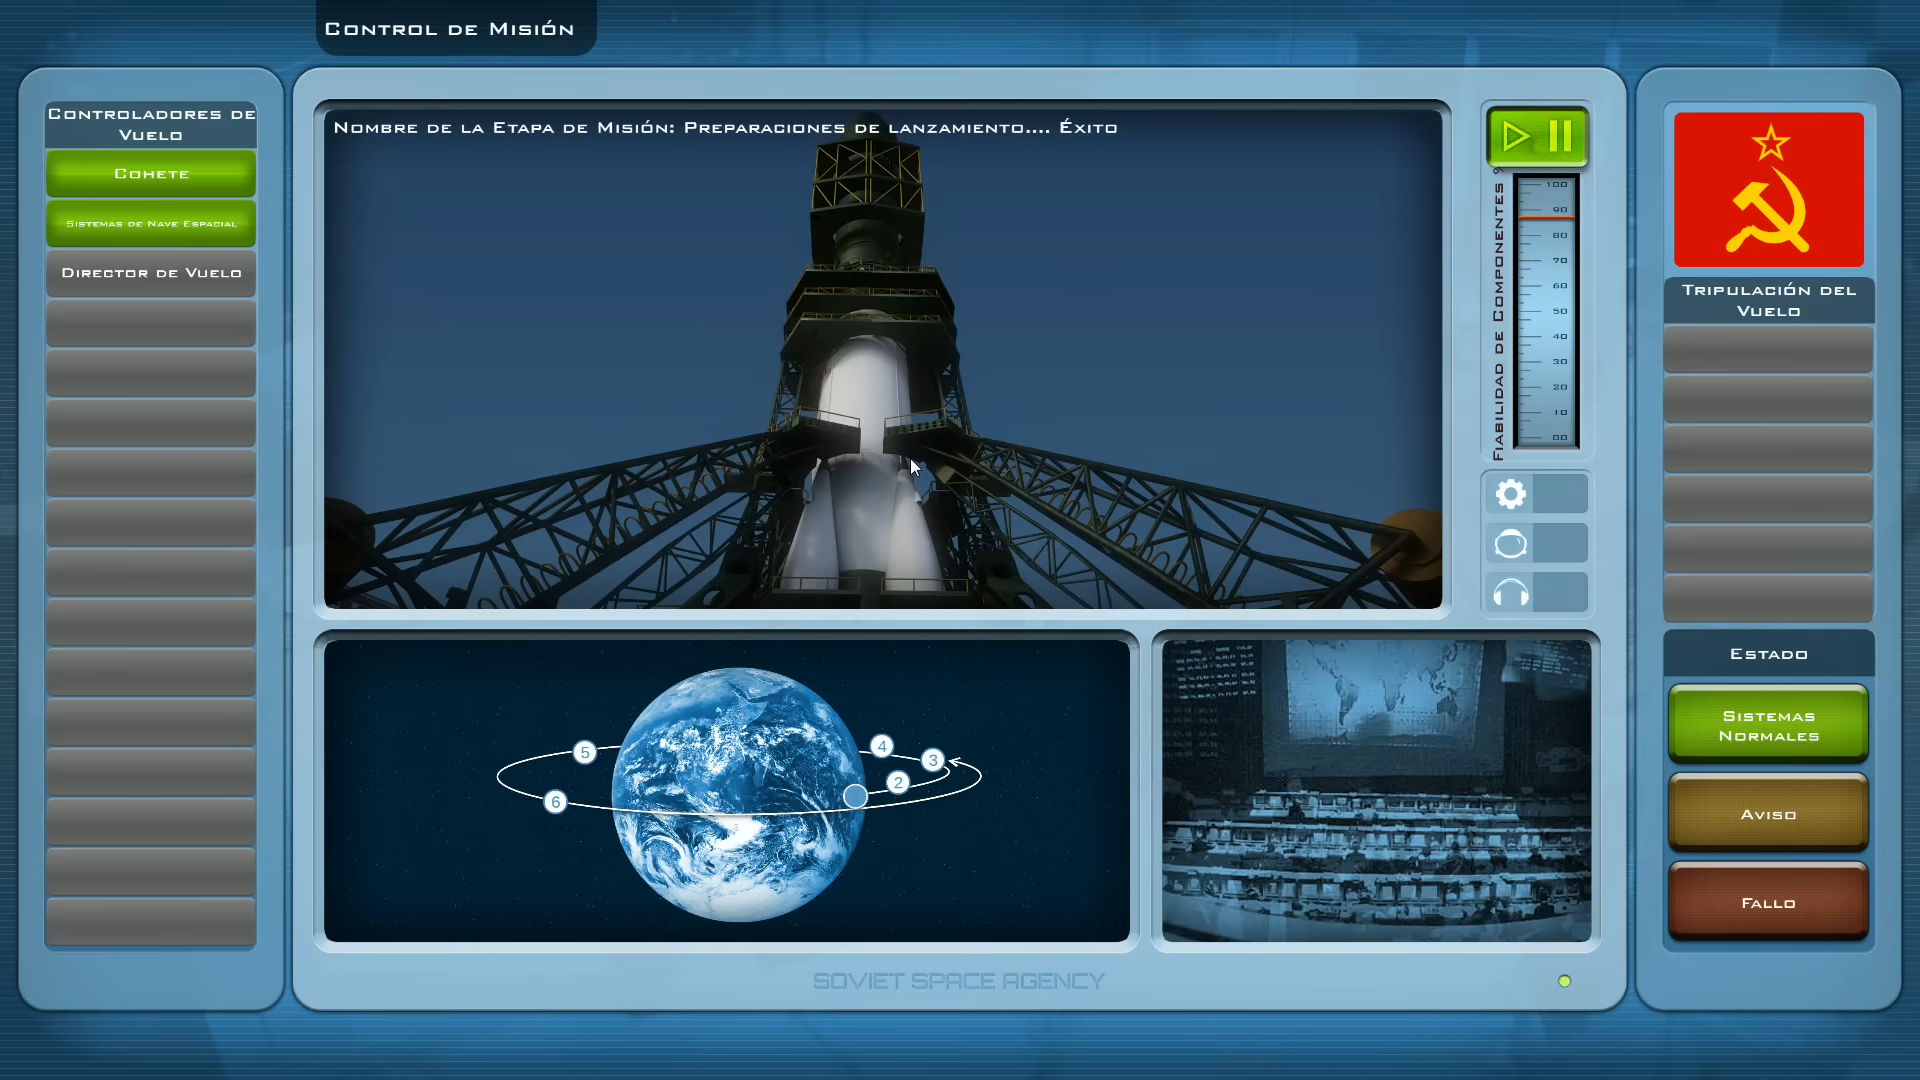 Control de Misión
Controladores de
Vuelo
Cohete
Sistemas de Nave Espacial
Director de Vuelo
Nombre de la Etapa de Misión: Preparaciones de lanzamiento.... Éxito
Fiabilidad de Componentes %
100
90
80
70
60
50
40
30
20
10
00
Tripulación del
Vuelo
Estado
Sistemas
Normales
Aviso
Fallo
5
4
3
2
6
SOVIET SPACE AGENCY